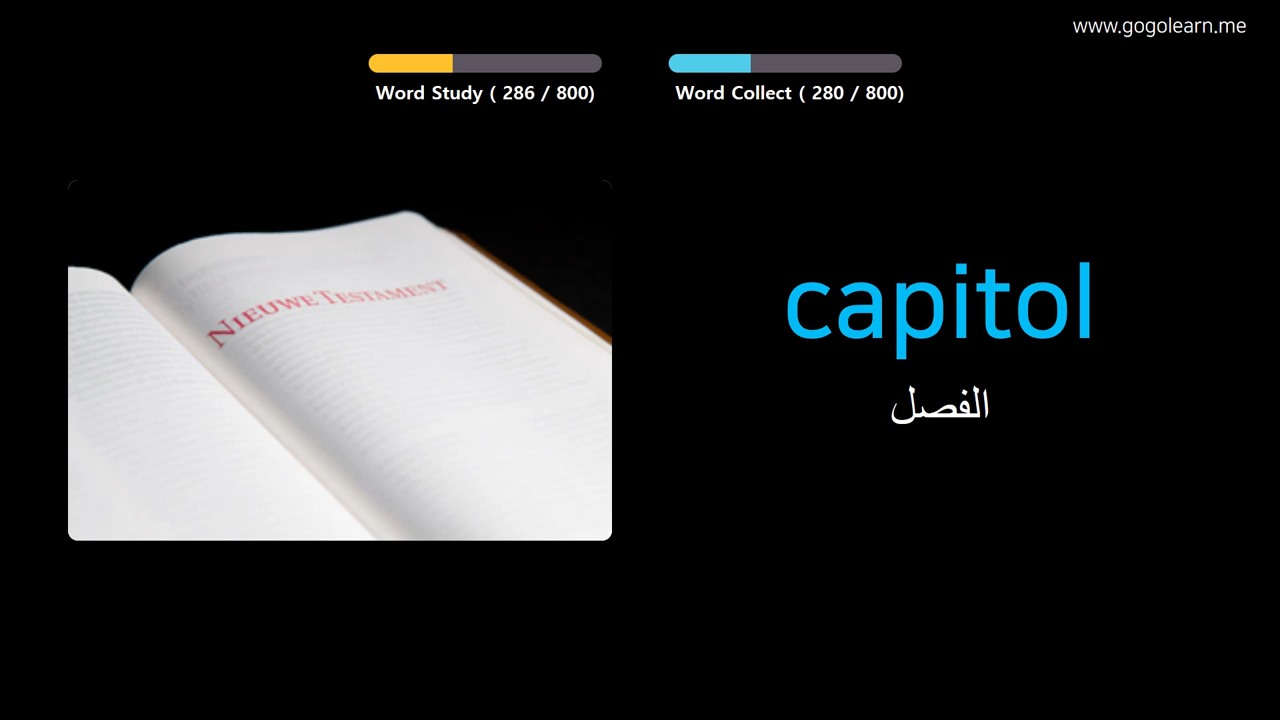 www.gogolearn.me
Word Study ( 286 / 800)
Word Collect ( 280 / 800)
NIEUWE TESTAMENT
capitol
الفصل